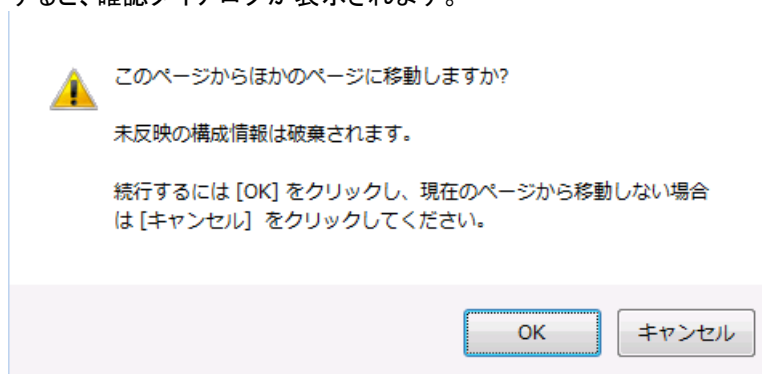 すると、確認ダイアログが表示されます。
このページからほかのページに移動しますか?
未反映の構成情報は破棄されます。
続行するには [OK] をクリックし、現在のページから移動しない場合
は [キャンセル] をクリックしてください。
OK
キャンセル